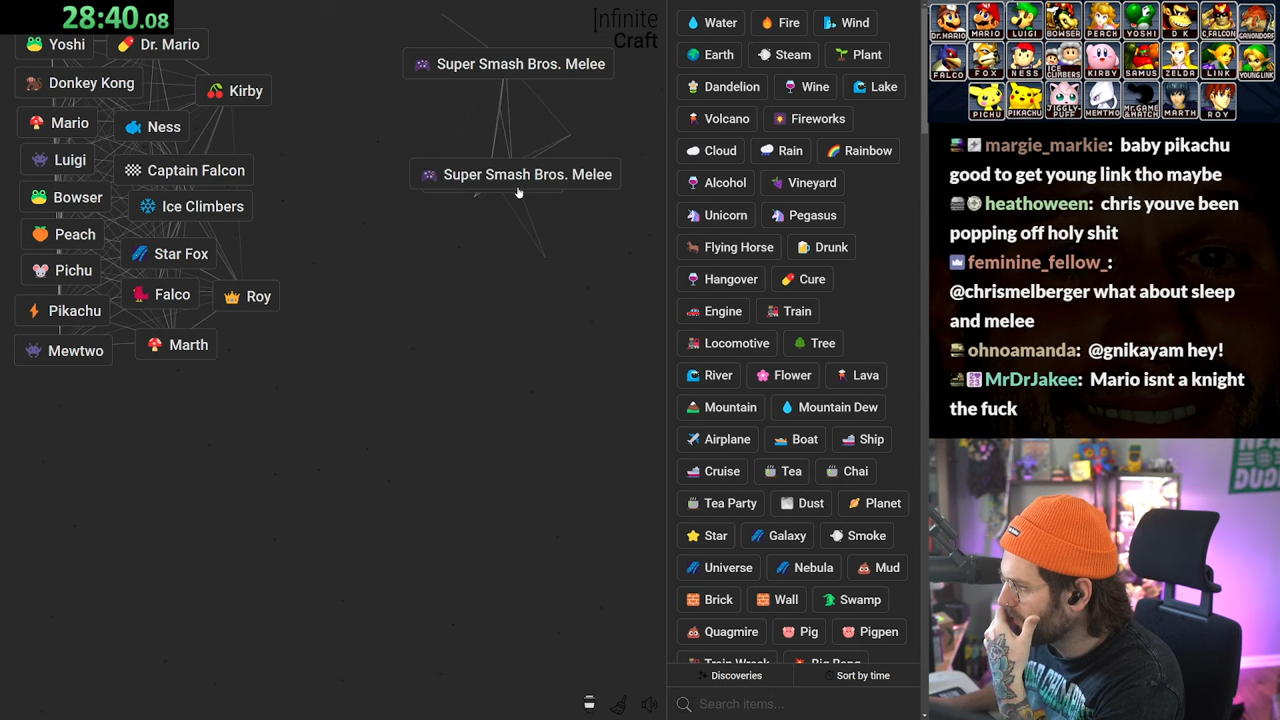 28:40.08
Infinite
Craft
Yoshi
Dr. Mario
Donkey Kong
Kirby
Mario
Ness
Luigi
Captain Falcon
Bowser
Ice Climbers
Peach
Star Fox
Pichu
Falco
Roy
Pikachu
Marth
Mewtwo
Super Smash Bros. Melee
Super Smash Bros. Melee
Water
Fire
Wind
Earth
Steam
Plant
Dandelion
Wine
Lake
Volcano
Fireworks
Cloud
Rain
Rainbow
Alcohol
Vineyard
Unicorn
Pegasus
Flying Horse
Drunk
Hangover
Cure
Engine
Train
Locomotive
Tree
River
Flower
Lava
Mountain
Mountain Dew
Airplane
Boat
Ship
Cruise
Tea
Chai
Tea Party
Dust
Planet
Star
Galaxy
Smoke
Universe
Nebula
Mud
Brick
Wall
Swamp
Quagmire
Pig
Pigpen
Train Wreck
Big Bang
Discoveries
Sort by time
Search items...
DR.MARIO
MARIO
LUIGI
BOWSER
PEACH
YOSHI
DK
C.FALCON
GANONDORF
FALCO
FOX
NESS
ICE CLIMBERS
KIRBY
SAMUS
ZELDA
LINK
YOUNG LINK
PICHU
PIKACHU
JIGGLY-PUFF
MEWTWO
MR.GAME &WATCH
MARTH
ROY
margie_markie: baby pikachu
good to get young link tho maybe
heathoween: chris youve been
popping off holy shit
feminine_fellow_:
@chrismelberger what about sleep
and melee
ohnoamanda: @gnikayam hey!
MrDrJakee: Mario isnt a knight
the fuck
DUDE